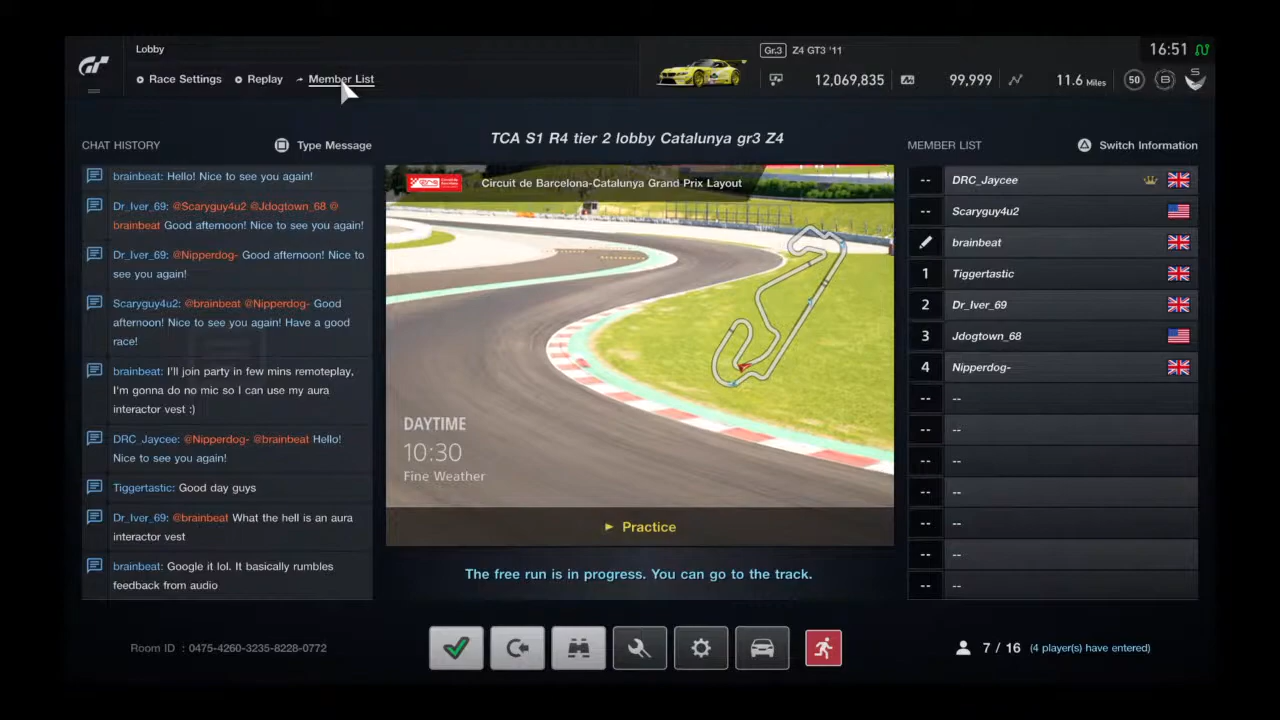 Lobby
Race Settings
Replay
Member List
Gr.3 Z4 GT3 '11
12,069,835
99,999
11.6 Miles
50
B
S
16:51
TCA S1 R4 tier 2 lobby Catalunya gr3 Z4
CHAT HISTORY
Type Message
brainbeat: Hello! Nice to see you again!
Dr_Iver_69: @Scaryguy4u2 @Jdogtown_68 @
brainbeat Good afternoon! Nice to see you again!
Dr_Iver_69: @Nipperdog- Good afternoon! Nice to
see you again!
Scaryguy4u2: @brainbeat @Nipperdog- Good
afternoon! Nice to see you again! Have a good
race!
brainbeat: I'll join party in few mins remoteplay,
I'm gonna do no mic so I can use my aura
interactor vest :)
DRC_Jaycee: @Nipperdog- @brainbeat Hello!
Nice to see you again!
Tiggertastic: Good day guys
Dr_Iver_69: @brainbeat What the hell is an aura
interactor vest
brainbeat: Google it lol. It basically rumbles
feedback from audio
Circuit de Barcelona-Catalunya Grand Prix Layout
DAYTIME
10:30
Fine Weather
Practice
The free run is in progress. You can go to the track.
MEMBER LIST
Switch Information
-- DRC_Jaycee
-- Scaryguy4u2
brainbeat
1 Tiggertastic
2 Dr_Iver_69
3 Jdogtown_68
4 Nipperdog-
-- --
-- --
-- --
-- --
-- --
-- --
-- --
Room ID : 0475-4260-3235-8228-0772
7 / 16 (4 player(s) have entered)